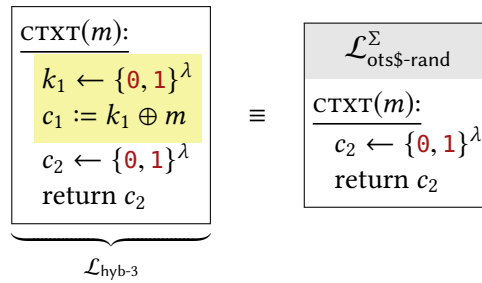 CTXT(m):
k₁ ← {0, 1}^λ
c₁ := k₁ ⊕ m
c₂ ← {0, 1}^λ
return c₂
ℒ_hyb-3
≡
ℒ^Σ_ots$-rand
CTXT(m):
c₂ ← {0, 1}^λ
return c₂